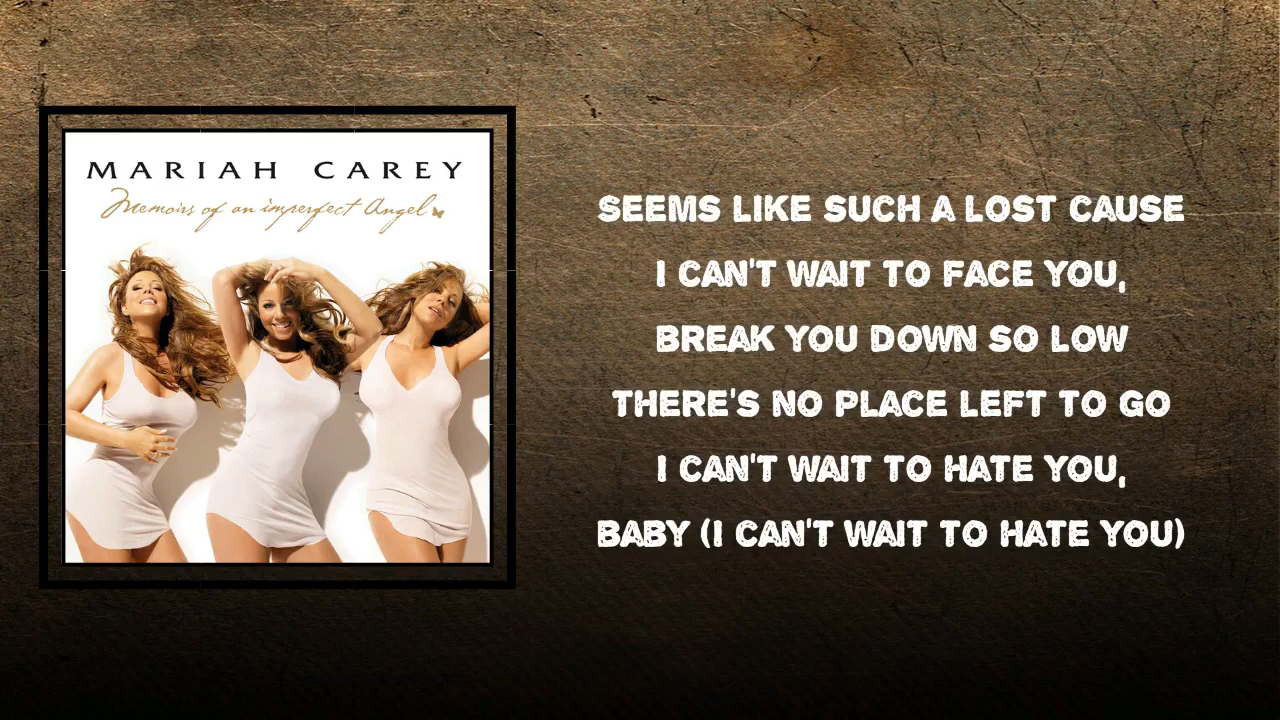 MARIAH CAREY
Memoirs of an imperfect Angel
SEEMS LIKE SUCH A LOST CAUSE
I CAN'T WAIT TO FACE YOU,
BREAK YOU DOWN SO LOW
THERE'S NO PLACE LEFT TO GO
I CAN'T WAIT TO HATE YOU,
BABY (I CAN'T WAIT TO HATE YOU)